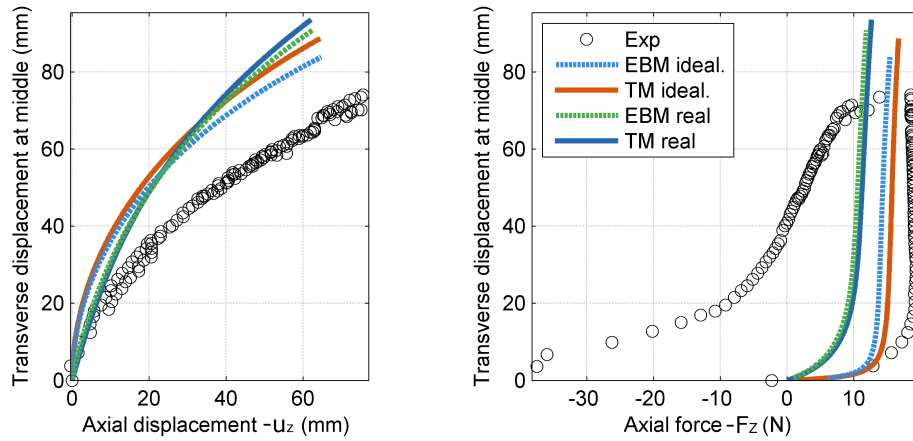 Transverse displacement at middle (mm)
80
60
40
20
0
0
20
40
60
Axial displacement -uz (mm)
Transverse displacement at middle (mm)
80
60
40
20
0
-30
-20
-10
0
10
Axial force -Fz (N)
Exp
EBM ideal.
TM ideal.
EBM real
TM real